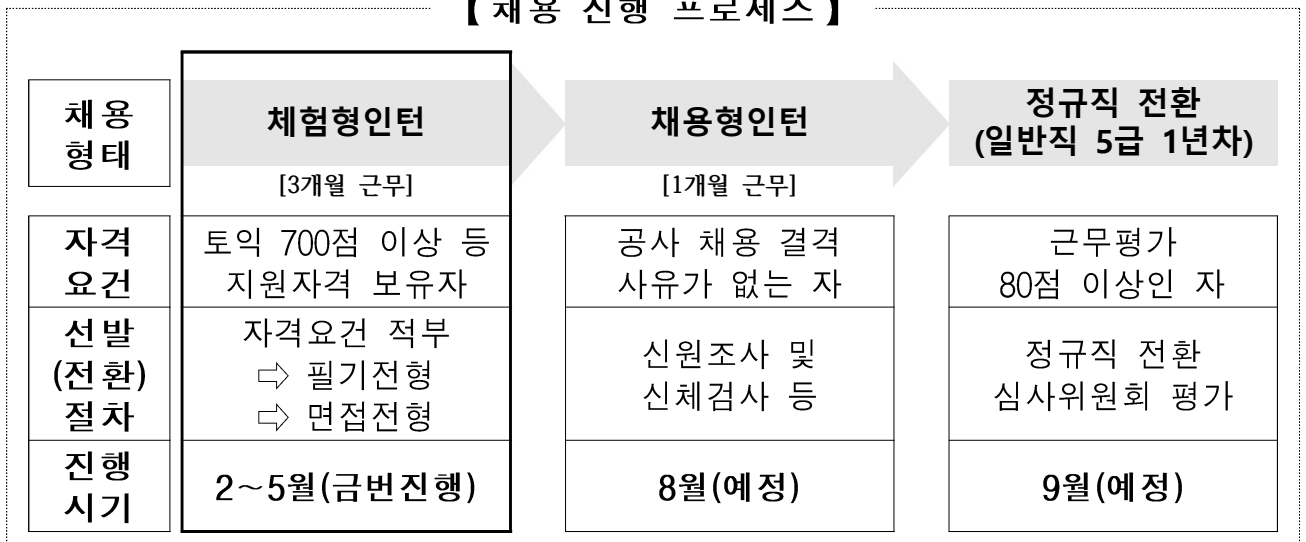 【 채용 진행 프로세스 】
채용
형태
체험형인턴
[3개월 근무]
채용형인턴
[1개월 근무]
정규직 전환
(일반직 5급 1년차)
자격
요건
토익 700점 이상 등
지원자격 보유자
공사 채용 결격
사유가 없는 자
근무평가
80점 이상인 자
선발
(전환)
절차
자격요건 적부
⇨ 필기전형
⇨ 면접전형
신원조사 및
신체검사 등
정규직 전환
심사위원회 평가
진행
시기
2~5월(금번진행)
8월(예정)
9월(예정)